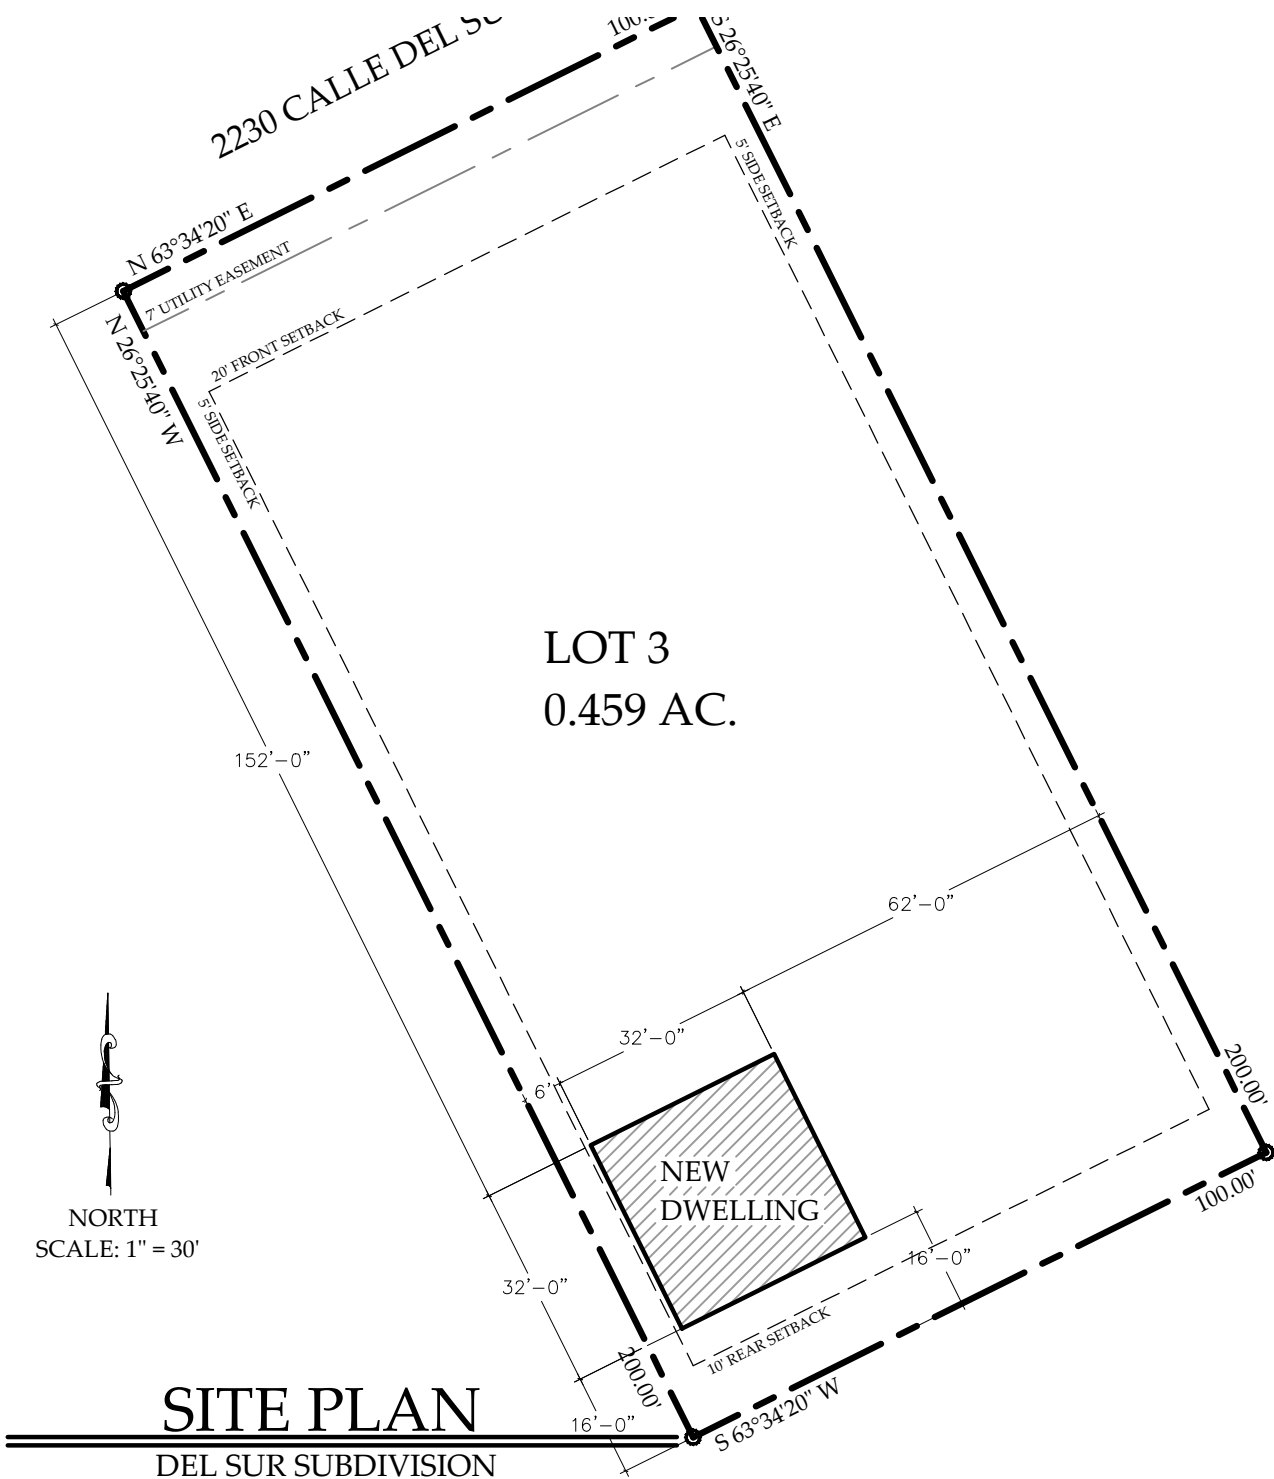 2230 CALLE DEL
N 63°34'20" E
S 26°25'40" E
7' UTILITY EASEMENT
20' FRONT SETBACK
5' SIDE SETBACK
N 26°25'40" W
5' SIDE SETBACK
LOT 3
0.459 AC.
152'-0"
62'-0"
32'-0"
6'
NEW
DWELLING
200.00'
100.00'
16'-0"
NORTH
SCALE: 1" = 30'
32'-0"
10' REAR SETBACK
200.00'
16'-0"
S 63°34'20" W
SITE PLAN
DEL SUR SUBDIVISION